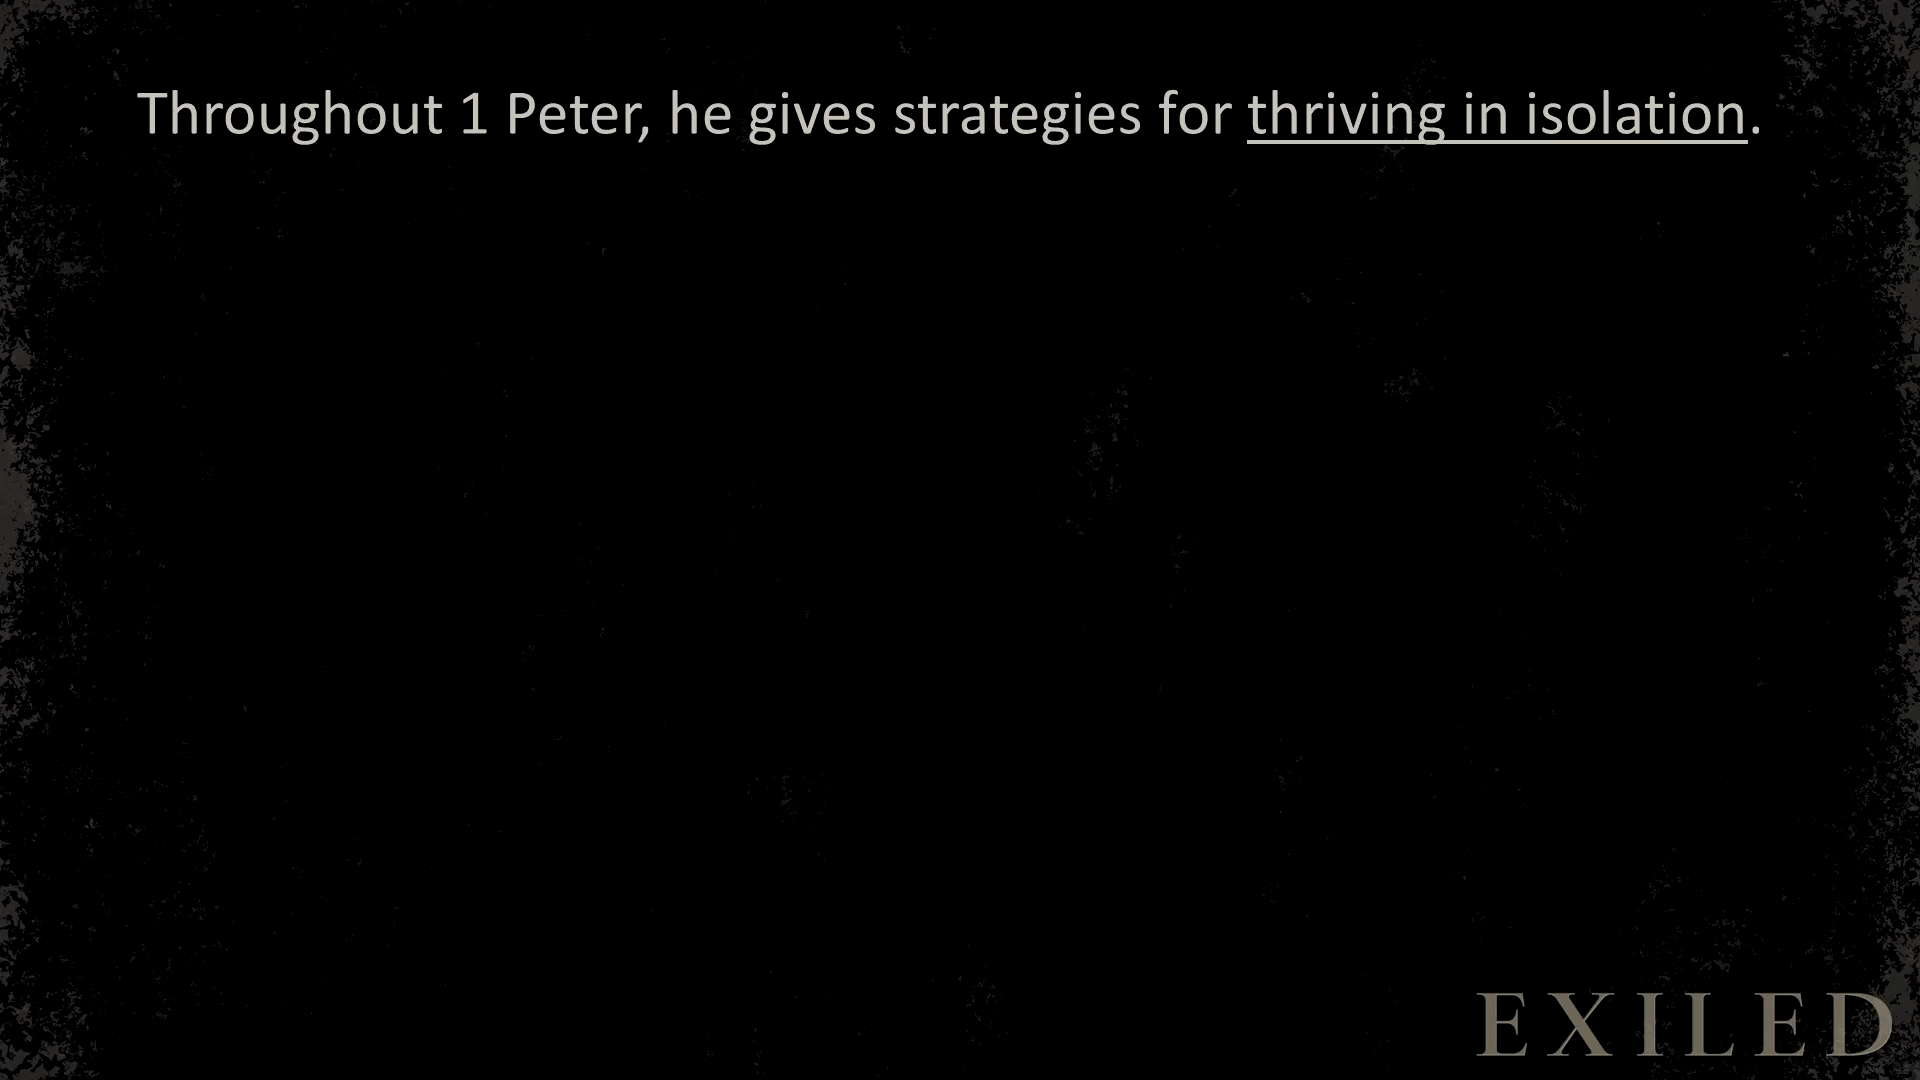 Throughout 1 Peter, he gives strategies for thriving in isolation.
EXILED